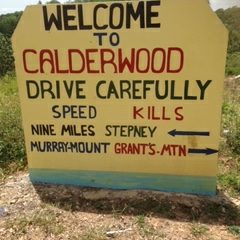 WELCOME
TO
CALDERWOOD
DRIVE CAREFULLY
SPEED KILLS
NINE MILES STEPNEY
MURRAY-MOUNT GRANT'S-MTN